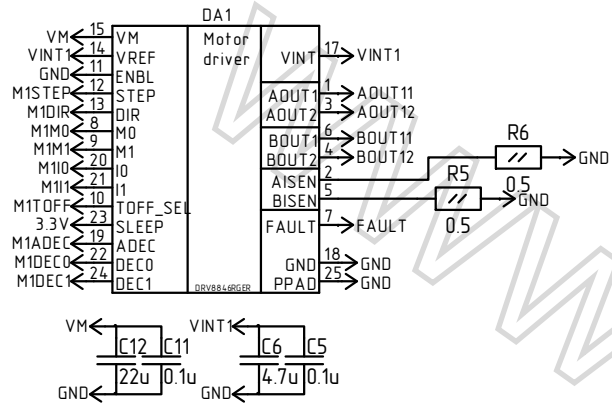 DA1
VM 15 VM Motor driver
VINT1 14 VREF VINT 17 VINT1
GND 11 ENBL
M1STEP 12 STEP AOUT1 1 AOUT11
M1DIR 13 DIR AOUT2 3 AOUT12
M1M0 8 M0 BOUT1 6 BOUT11
M1M1 9 M1 BOUT2 4 BOUT12
M1I0 20 I0 AISEN 2 R6 0.5 GND
M1I1 21 I1 BISEN 5 R5 0.5 GND
M1TOFF 10 TOFF_SEL
3.3V 23 SLEEP FAULT 7 FAULT
M1ADEC 19 ADEC
M1DEC0 22 DEC0 GND 18 GND
M1DEC1 24 DEC1 PPAD 25 GND
DRV8846RGER
VM VINT1
C12 C11 C6 C5
22u 0.1u 4.7u 0.1u
GND GND
WWW